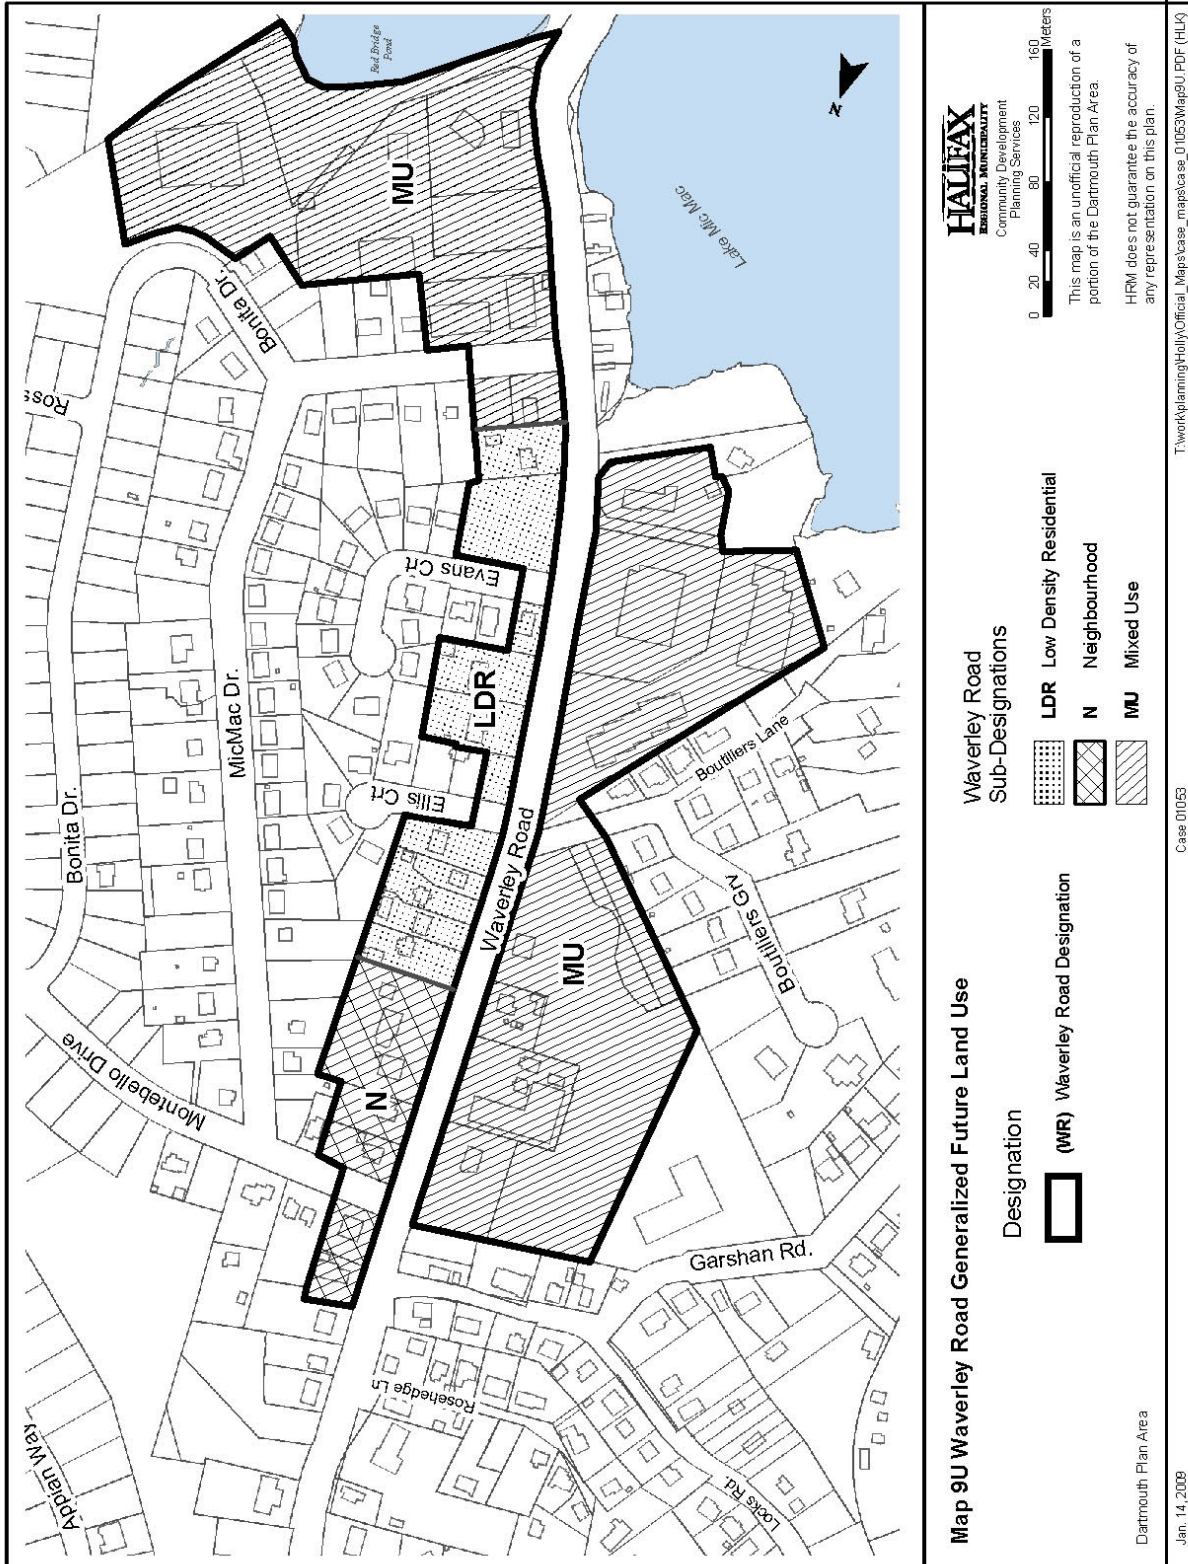 Appian Way
Montebello Drive
Bonita Dr.
Ross
MicMac Dr.
Bonita Dr.
Red Bridge
Pond
Ellis Crt
Evans Crt
N
LDR
MU
Waverley Road
MU
Lake Mic Mac
N
Rosehedge Ln
Locks Rd.
Garshan Rd.
Boutiliers Grv
Boutiliers Lane
Map 9U Waverley Road Generalized Future Land Use
Designation
(WR) Waverley Road Designation
Waverley Road
Sub-Designations
LDR Low Density Residential
N Neighbourhood
MU Mixed Use
HALIFAX
REGIONAL MUNICIPALITY
Community Development
Planning Services
0 20 40 80 120 160
Meters
This map is an unofficial reproduction of a
portion of the Dartmouth Plan Area.
HRM does not guarantee the accuracy of
any representation on this plan.
Dartmouth Plan Area
Jan. 14, 2009
Case 01053
T:\work\planning\Holly\Official_Maps\case_maps\case_01053\Map9U.PDF (HLK)